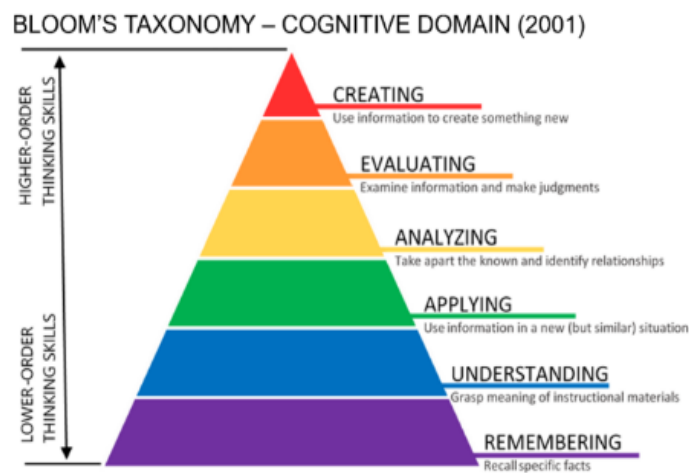 BLOOM'S TAXONOMY – COGNITIVE DOMAIN (2001)
HIGHER-ORDER
THINKING SKILLS
CREATING
Use information to create something new
EVALUATING
Examine information and make judgments
ANALYZING
Take apart the known and identify relationships
APPLYING
Use information in a new (but similar) situation
LOWER-ORDER
THINKING SKILLS
UNDERSTANDING
Grasp meaning of instructional materials
REMEMBERING
Recall specific facts